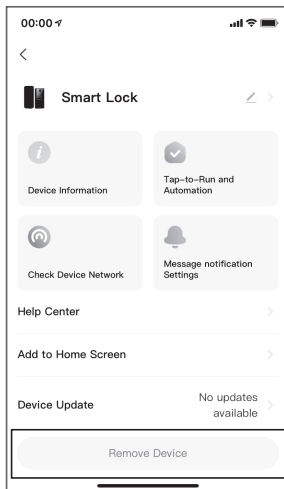 00:00
Smart Lock
Device Information
Tap-to-Run and
Automation
Check Device Network
Message notification
Settings
Help Center
Add to Home Screen
Device Update
No updates
available
Remove Device